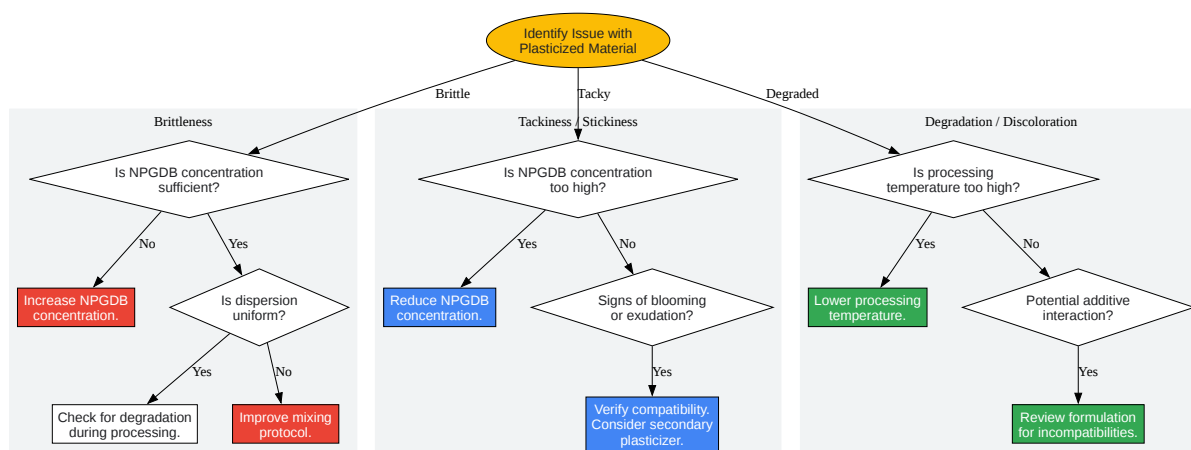 Identify Issue with
Plasticized Material
Brittle
Tacky
Degraded
Brittleness
Tackiness / Stickiness
Degradation / Discoloration
Is NPGDB concentration
sufficient?
Is NPGDB concentration
too high?
Is processing
temperature too high?
No
Yes
Yes
No
Yes
No
Increase NPGDB
concentration.
Is dispersion
uniform?
Reduce NPGDB
concentration.
Signs of blooming
or exudation?
Lower processing
temperature.
Potential additive
interaction?
Yes
No
Yes
Yes
Check for degradation
during processing.
Improve mixing
protocol.
Verify compatibility.
Consider secondary
plasticizer.
Review formulation
for incompatibilities.